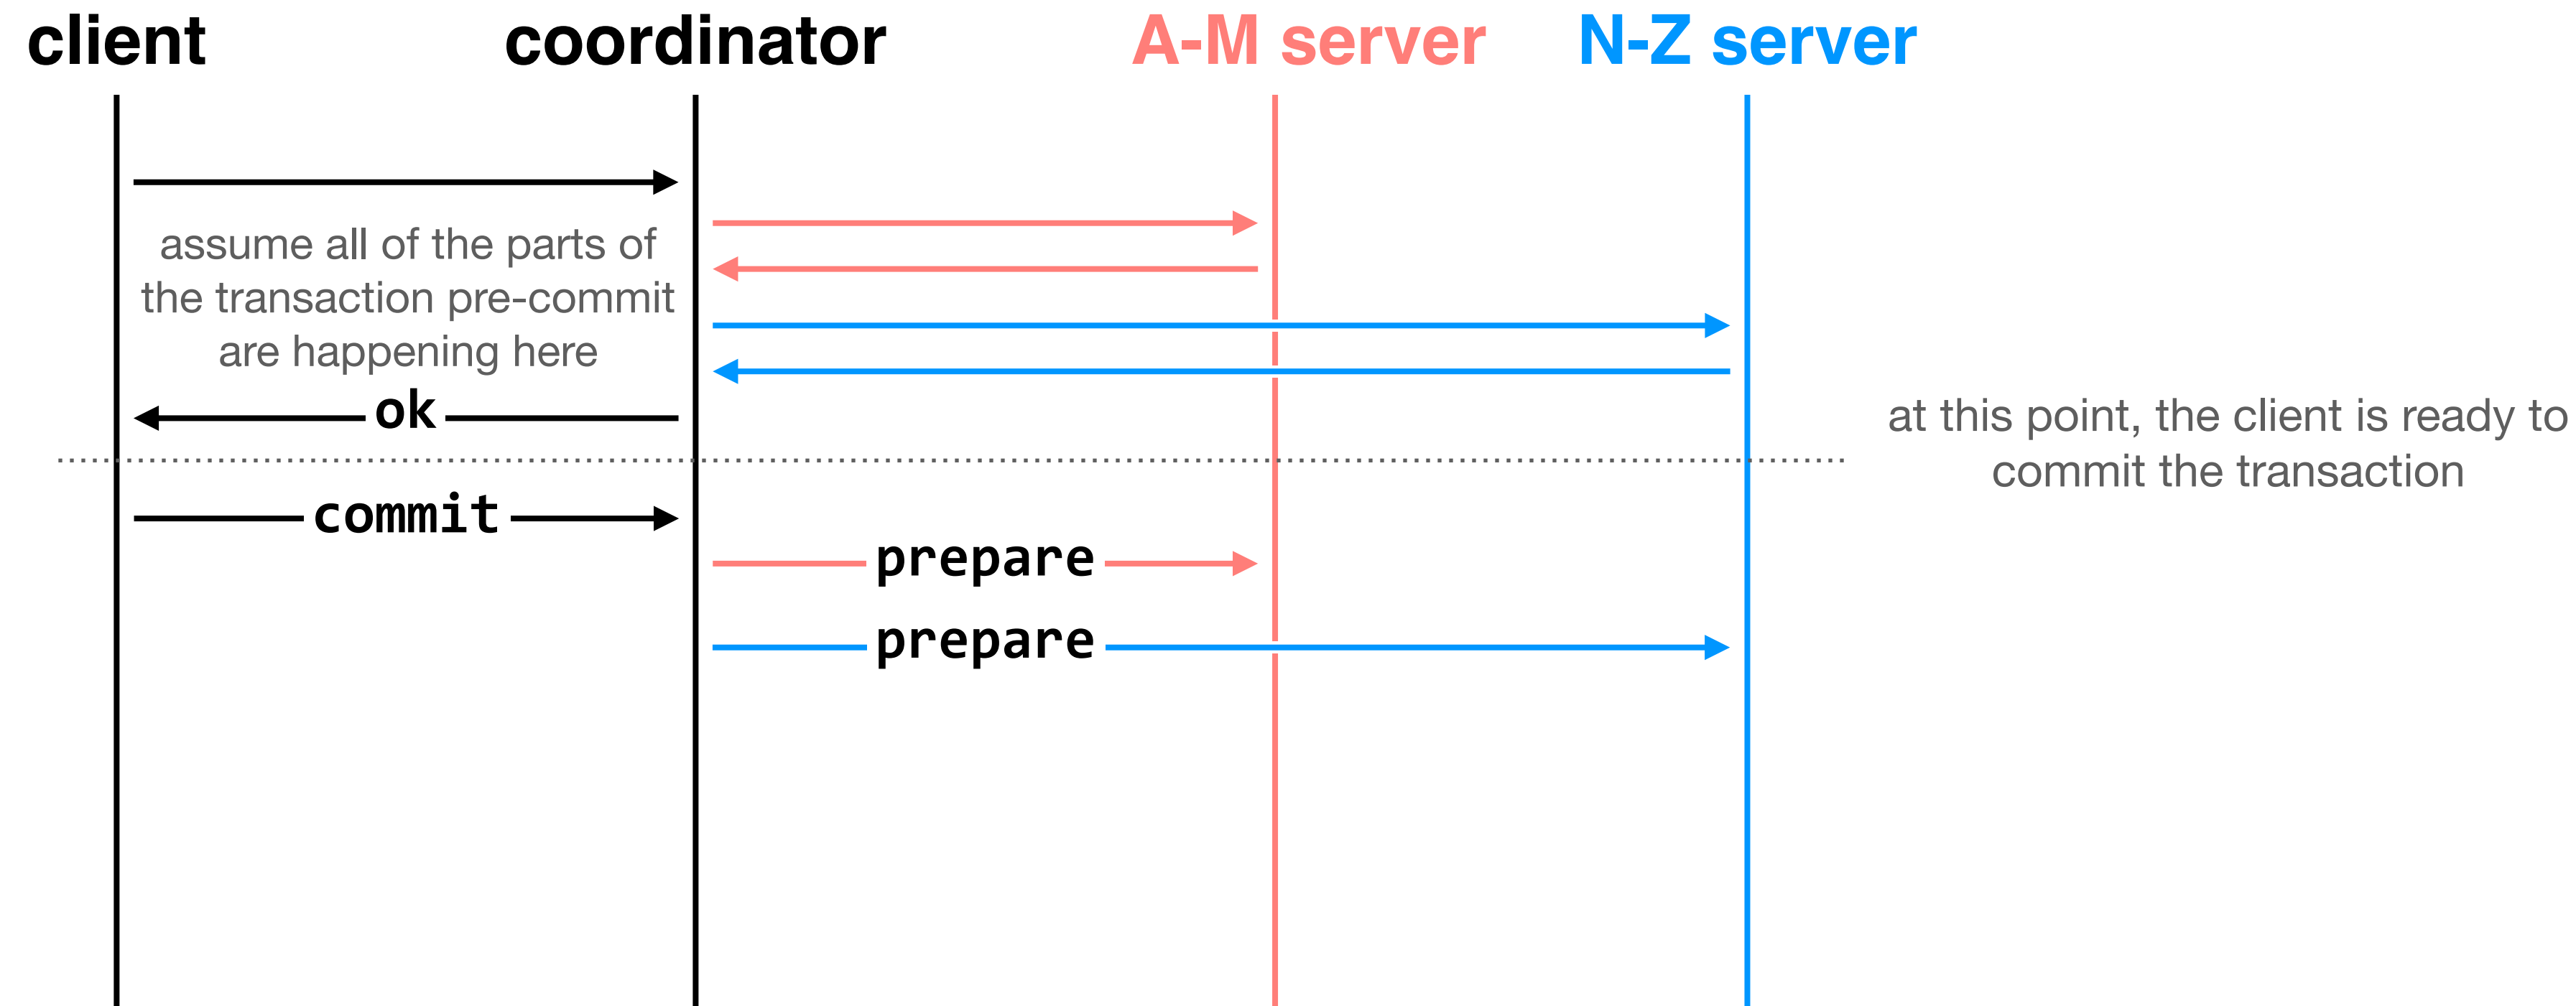 client
coordinator
A-M server
N-Z server
assume all of the parts of
the transaction pre-commit
are happening here
ok
at this point, the client is ready to
commit the transaction
commit
prepare
prepare